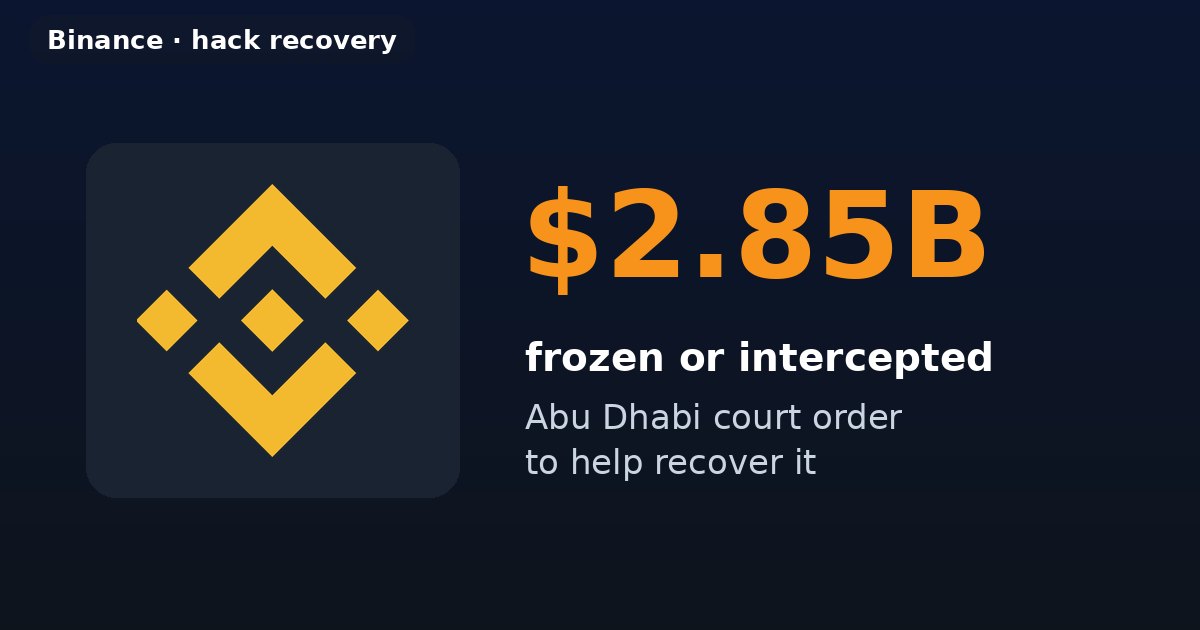 Binance · hack recovery
$2.85B
frozen or intercepted
Abu Dhabi court order
to help recover it